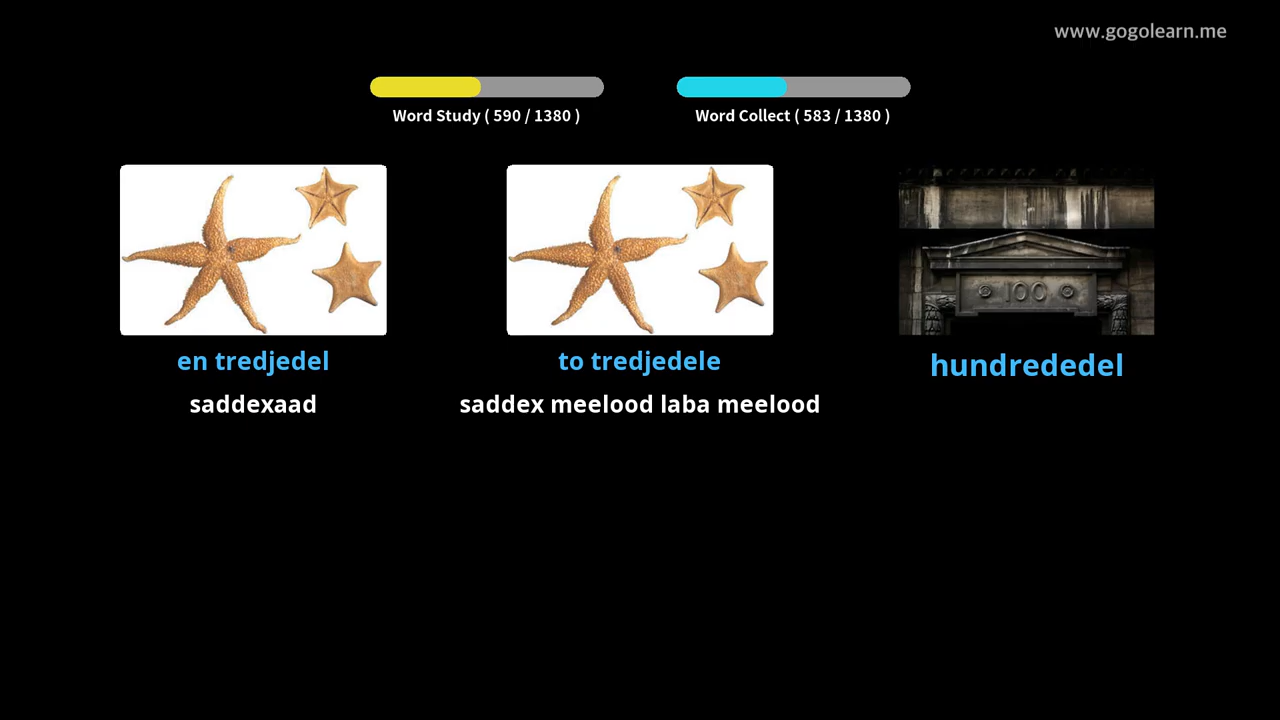 www.gogolearn.me
Word Study ( 590 / 1380 )
Word Collect ( 583 / 1380 )
100
en tredjedel
to tredjedele
hundrededel
saddexaad
saddex meelood laba meelood